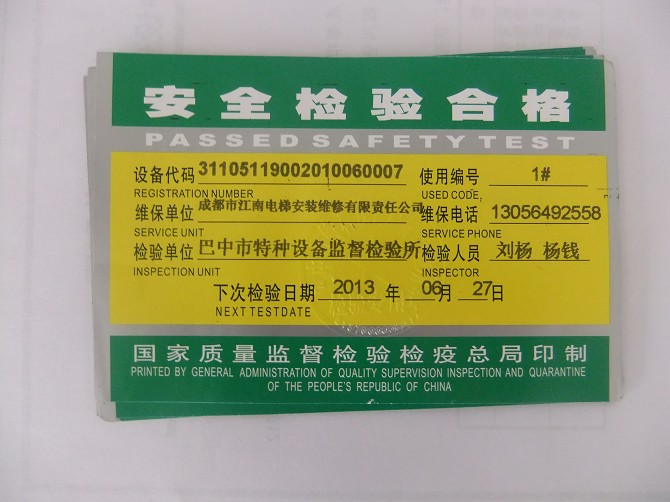 安全检验合格
PASSED SAFETY TEST
设备代码 31105119002010060007 使用编号 1#
REGISTRATION NUMBER USED CODE
维保单位 成都市江南电梯安装维修有限责任公司 维保电话 13056492558
SERVICE UNIT SERVICE PHONE
检验单位 巴中市特种设备监督检验所 检验人员 刘杨 杨钱
INSPECTION UNIT INSPECTOR
下次检验日期 2013 年 06月 27日
NEXT TESTDATE
国家质量监督检验检疫总局印制
PRINTED BY GENERAL ADMINISTRATION OF QUALITY SUPERVISION INSPECTION AND QUARANTINE
OF THE PEOPLE'S REPUBLIC OF CHINA